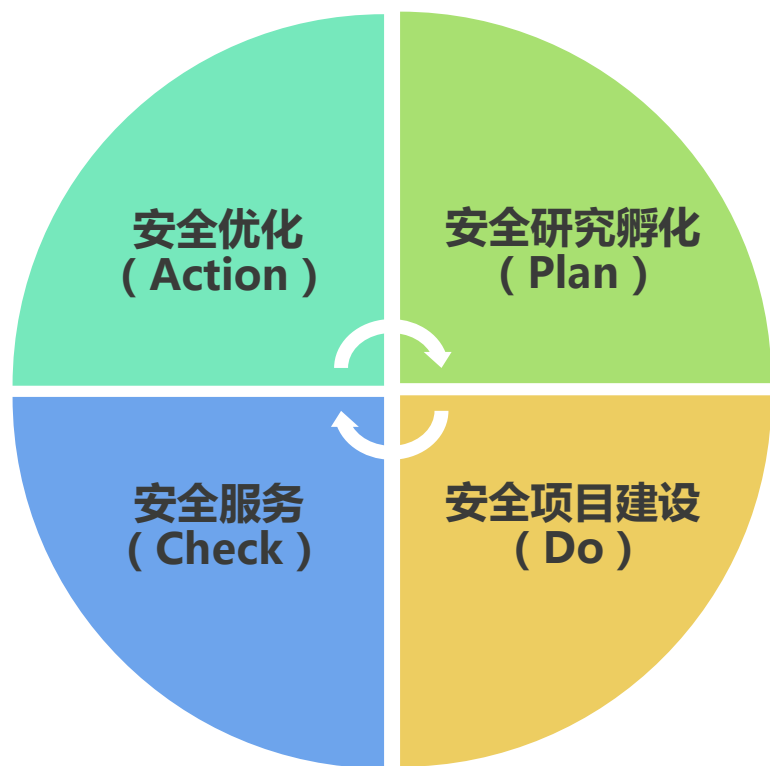 安全优化
（Action）
安全研究孵化
（Plan）
安全服务
（Check）
安全项目建设
（Do）